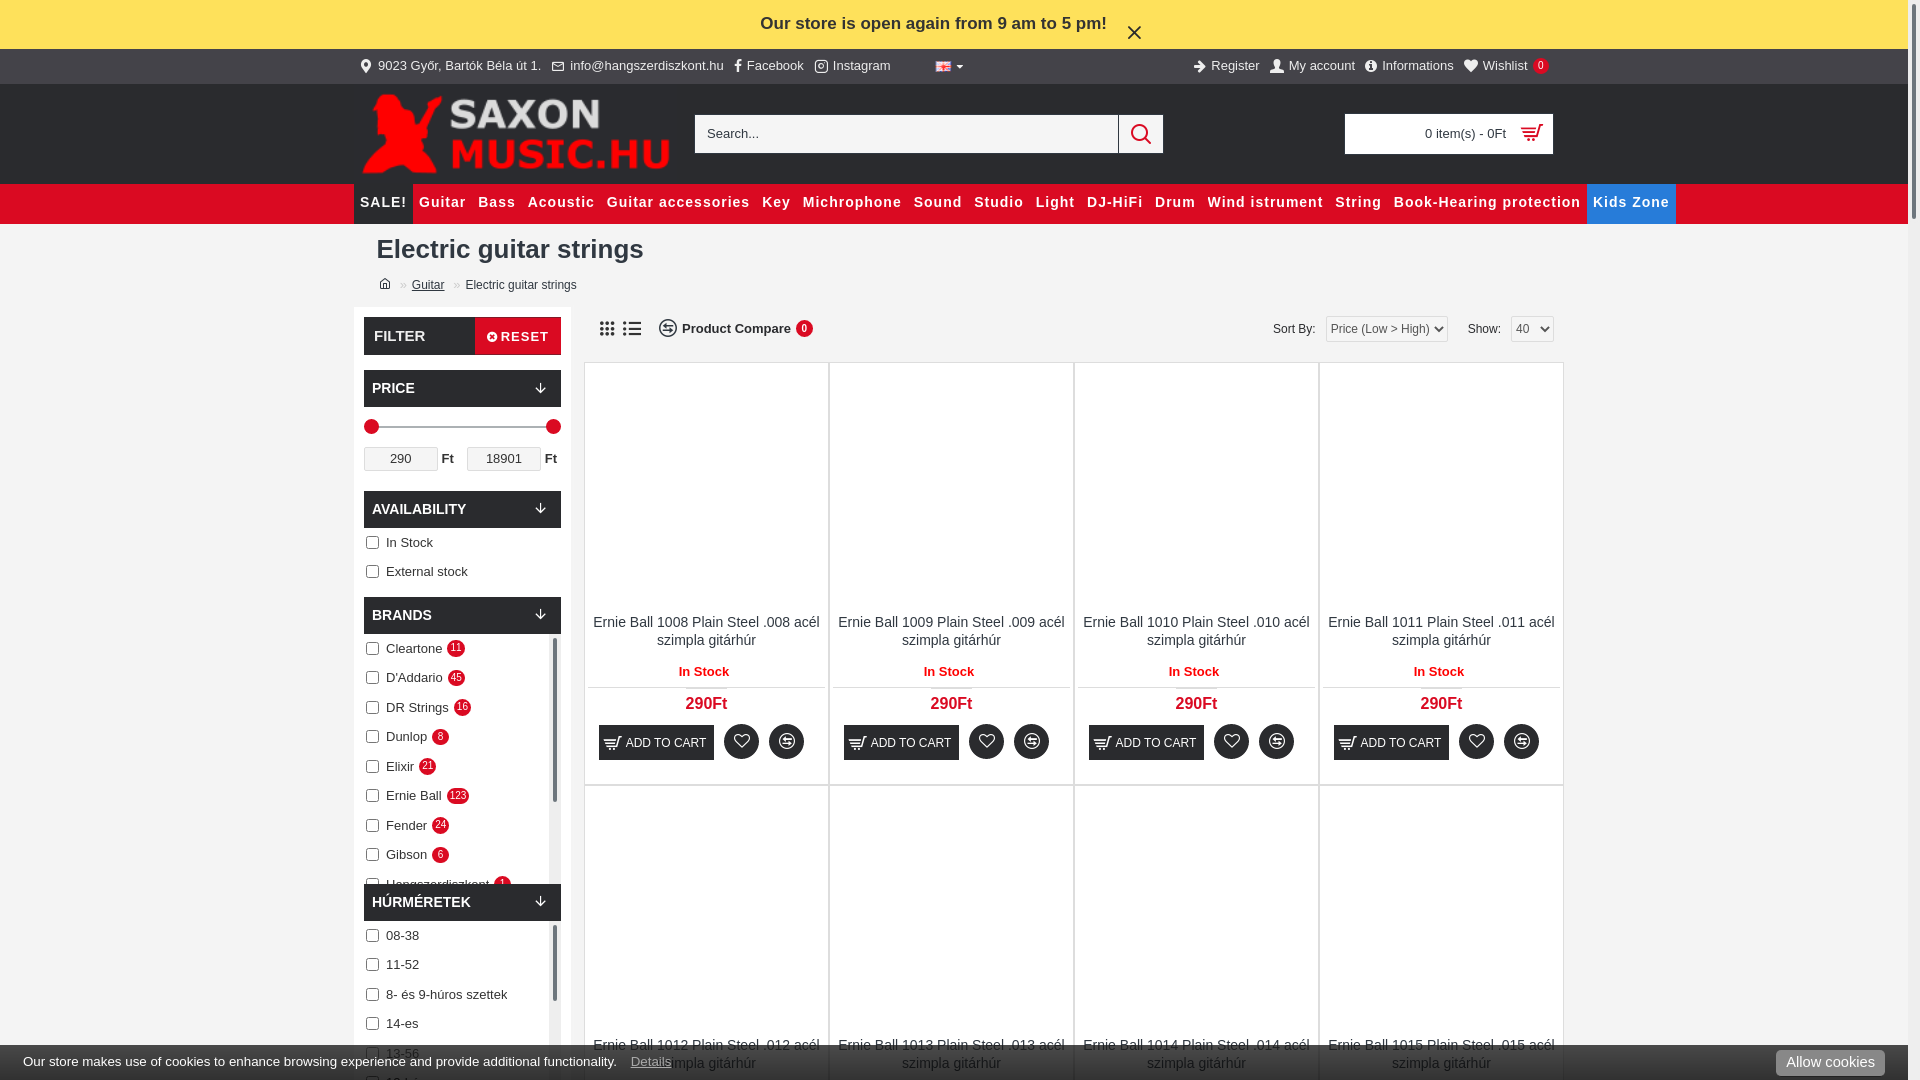 Our store is open again from 9 am to 5 pm!
9023 Győr, Bartók Béla út 1. info@hangszerdiszkont.hu Facebook Instagram Register My account Informations Wishlist 0
SAXON
MUSIC.HU
Search...
0 item(s) - 0Ft
SALE! Guitar Bass Acoustic Guitar accessories Key Michrophone Sound Studio Light DJ-HiFi Drum Wind istrument String Book-Hearing protection Kids Zone
Electric guitar strings
» Guitar » Electric guitar strings
FILTER RESET
PRICE
290 Ft 18901 Ft
AVAILABILITY
In Stock
External stock
BRANDS
Cleartone 11
D'Addario 45
DR Strings 16
Dunlop 8
Elixir 21
Ernie Ball 123
Fender 24
Gibson 6
Hangszerdiszkont 1
HÚRMÉRETEK
08-38
11-52
8- és 9-húros szettek
14-es
13-56
Product Compare 0
Sort By: Price (Low > High) Show: 40
Ernie Ball 1008 Plain Steel .008 acél
szimpla gitárhúr
In Stock
290Ft
ADD TO CART
Ernie Ball 1009 Plain Steel .009 acél
szimpla gitárhúr
In Stock
290Ft
ADD TO CART
Ernie Ball 1010 Plain Steel .010 acél
szimpla gitárhúr
In Stock
290Ft
ADD TO CART
Ernie Ball 1011 Plain Steel .011 acél
szimpla gitárhúr
In Stock
290Ft
ADD TO CART
Ernie Ball 1012 Plain Steel .012 acél
szimpla gitárhúr
Ernie Ball 1013 Plain Steel .013 acél
szimpla gitárhúr
Ernie Ball 1014 Plain Steel .014 acél
szimpla gitárhúr
Ernie Ball 1015 Plain Steel .015 acél
szimpla gitárhúr
Our store makes use of cookies to enhance browsing experience and provide additional functionality. Details
Allow cookies